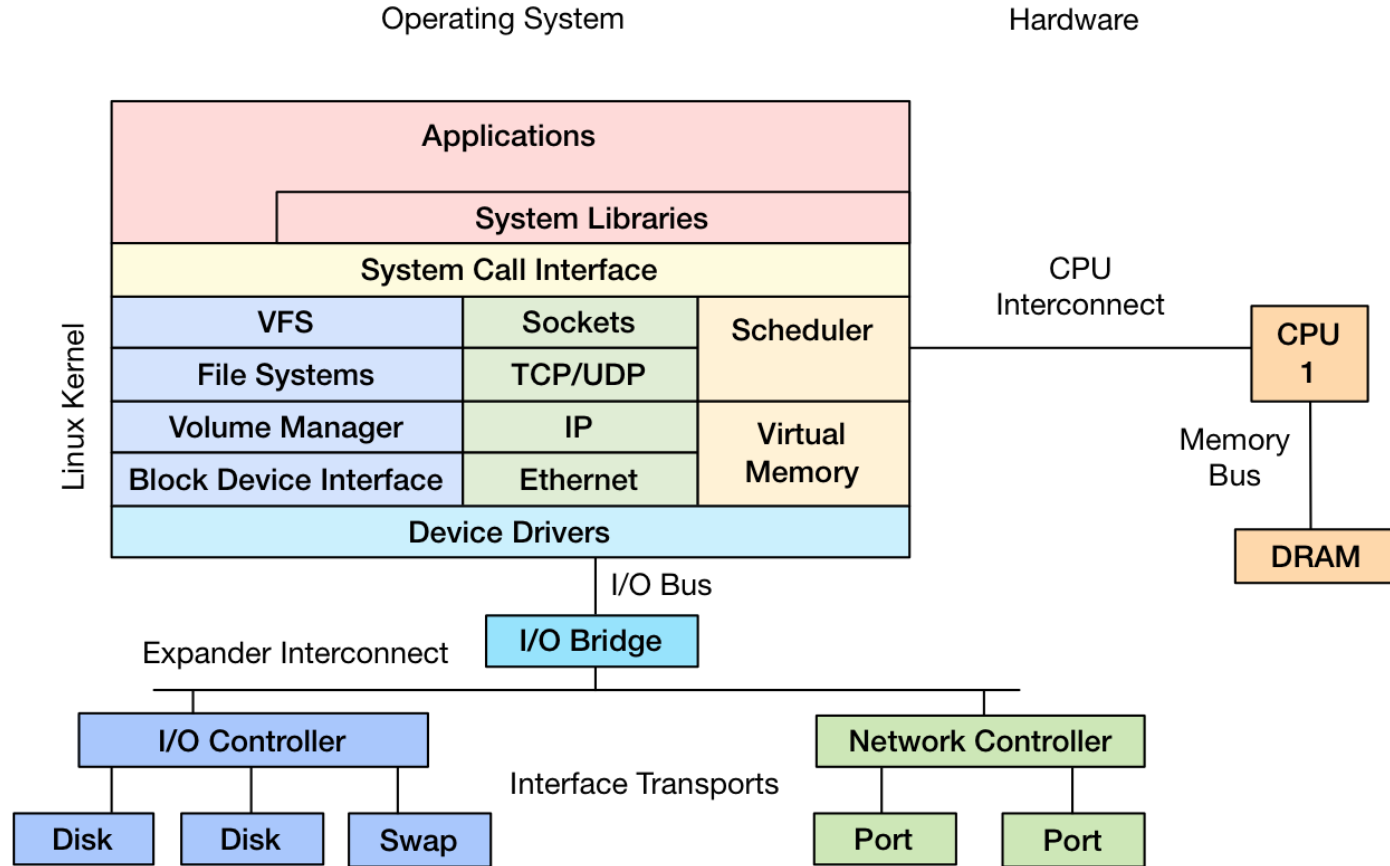 Operating System
Hardware
Applications
System Libraries
System Call Interface
CPU
Interconnect
Linux Kernel
VFS
Sockets
Scheduler
CPU
1
File Systems
TCP/UDP
Volume Manager
IP
Virtual
Memory
Memory
Bus
Block Device Interface
Ethernet
Device Drivers
DRAM
I/O Bus
I/O Bridge
Expander Interconnect
I/O Controller
Network Controller
Interface Transports
Disk
Disk
Swap
Port
Port